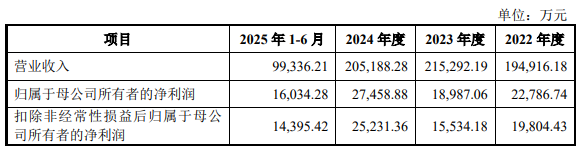 单位：万元
项目 2025 年 1-6 月 2024 年度 2023 年度 2022 年度
营业收入 99,336.21 205,188.28 215,292.19 194,916.18
归属于母公司所有者的净利润 16,034.28 27,458.88 18,987.06 22,786.74
扣除非经常性损益后归属于母公
司所有者的净利润 14,395.42 25,231.36 15,534.18 19,804.43